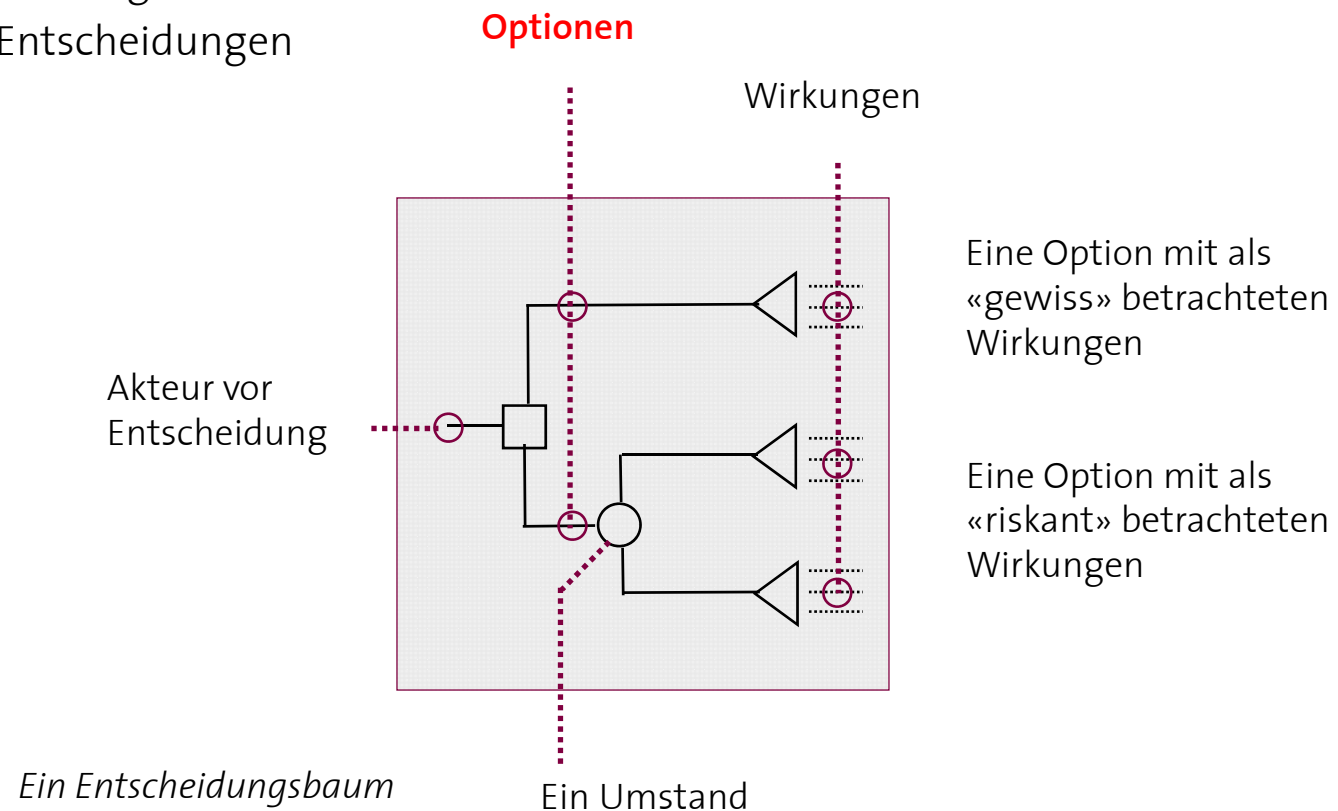 Entscheidungen
Optionen
Wirkungen
Eine Option mit als
«gewiss» betrachteten
Wirkungen
Akteur vor
Entscheidung
Eine Option mit als
«riskant» betrachteten
Wirkungen
Ein Entscheidungsbaum
Ein Umstand